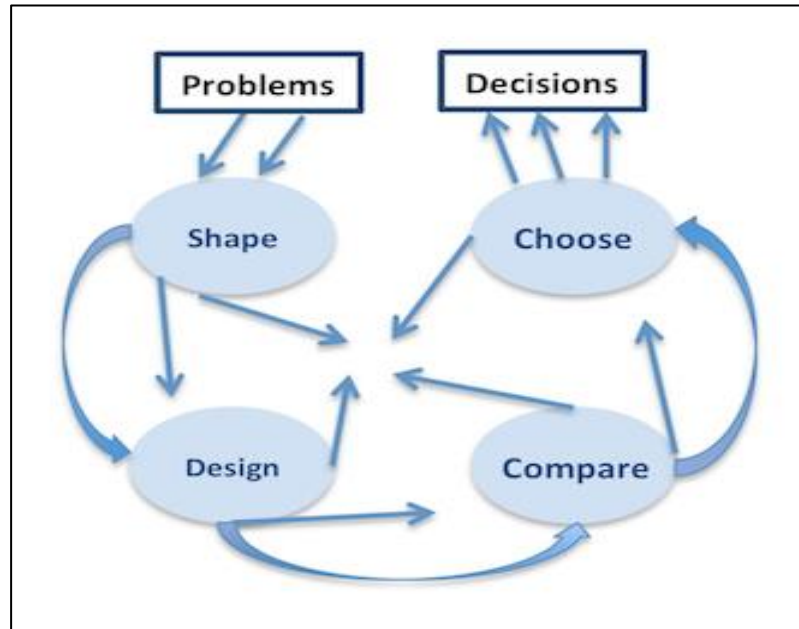 Problems
Decisions
Shape
Choose
Design
Compare